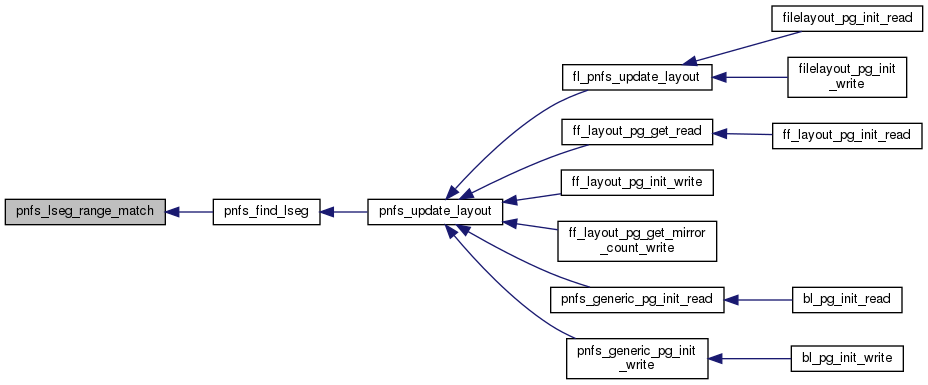 filelayout_pg_init_read
fl_pnfs_update_layout
filelayout_pg_init
_write
ff_layout_pg_get_read
ff_layout_pg_init_read
ff_layout_pg_init_write
pnfs_lseg_range_match
pnfs_find_lseg
pnfs_update_layout
ff_layout_pg_get_mirror
_count_write
pnfs_generic_pg_init_read
bl_pg_init_read
pnfs_generic_pg_init
_write
bl_pg_init_write